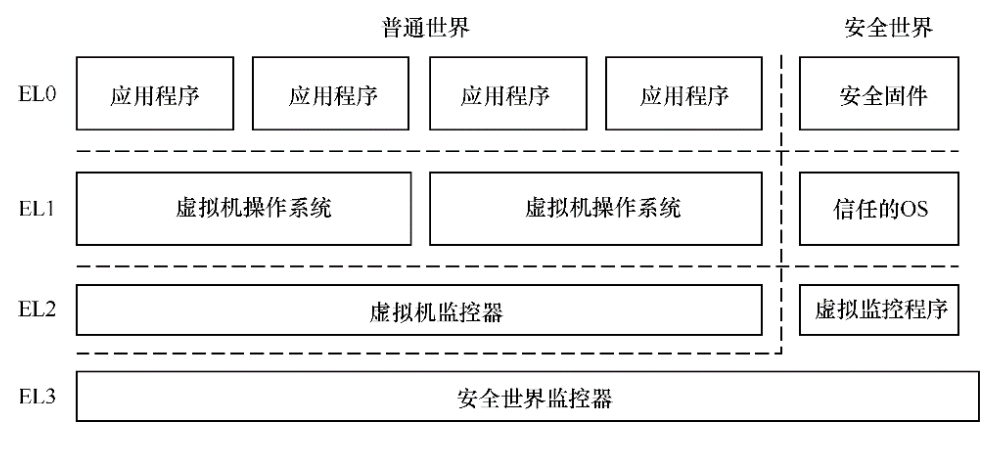 普通世界 安全世界
EL0 应用程序 应用程序 应用程序 应用程序 安全固件
EL1 虚拟机操作系统 虚拟机操作系统 信任的OS
EL2 虚拟机监控器 虚拟监控程序
EL3 安全世界监控器